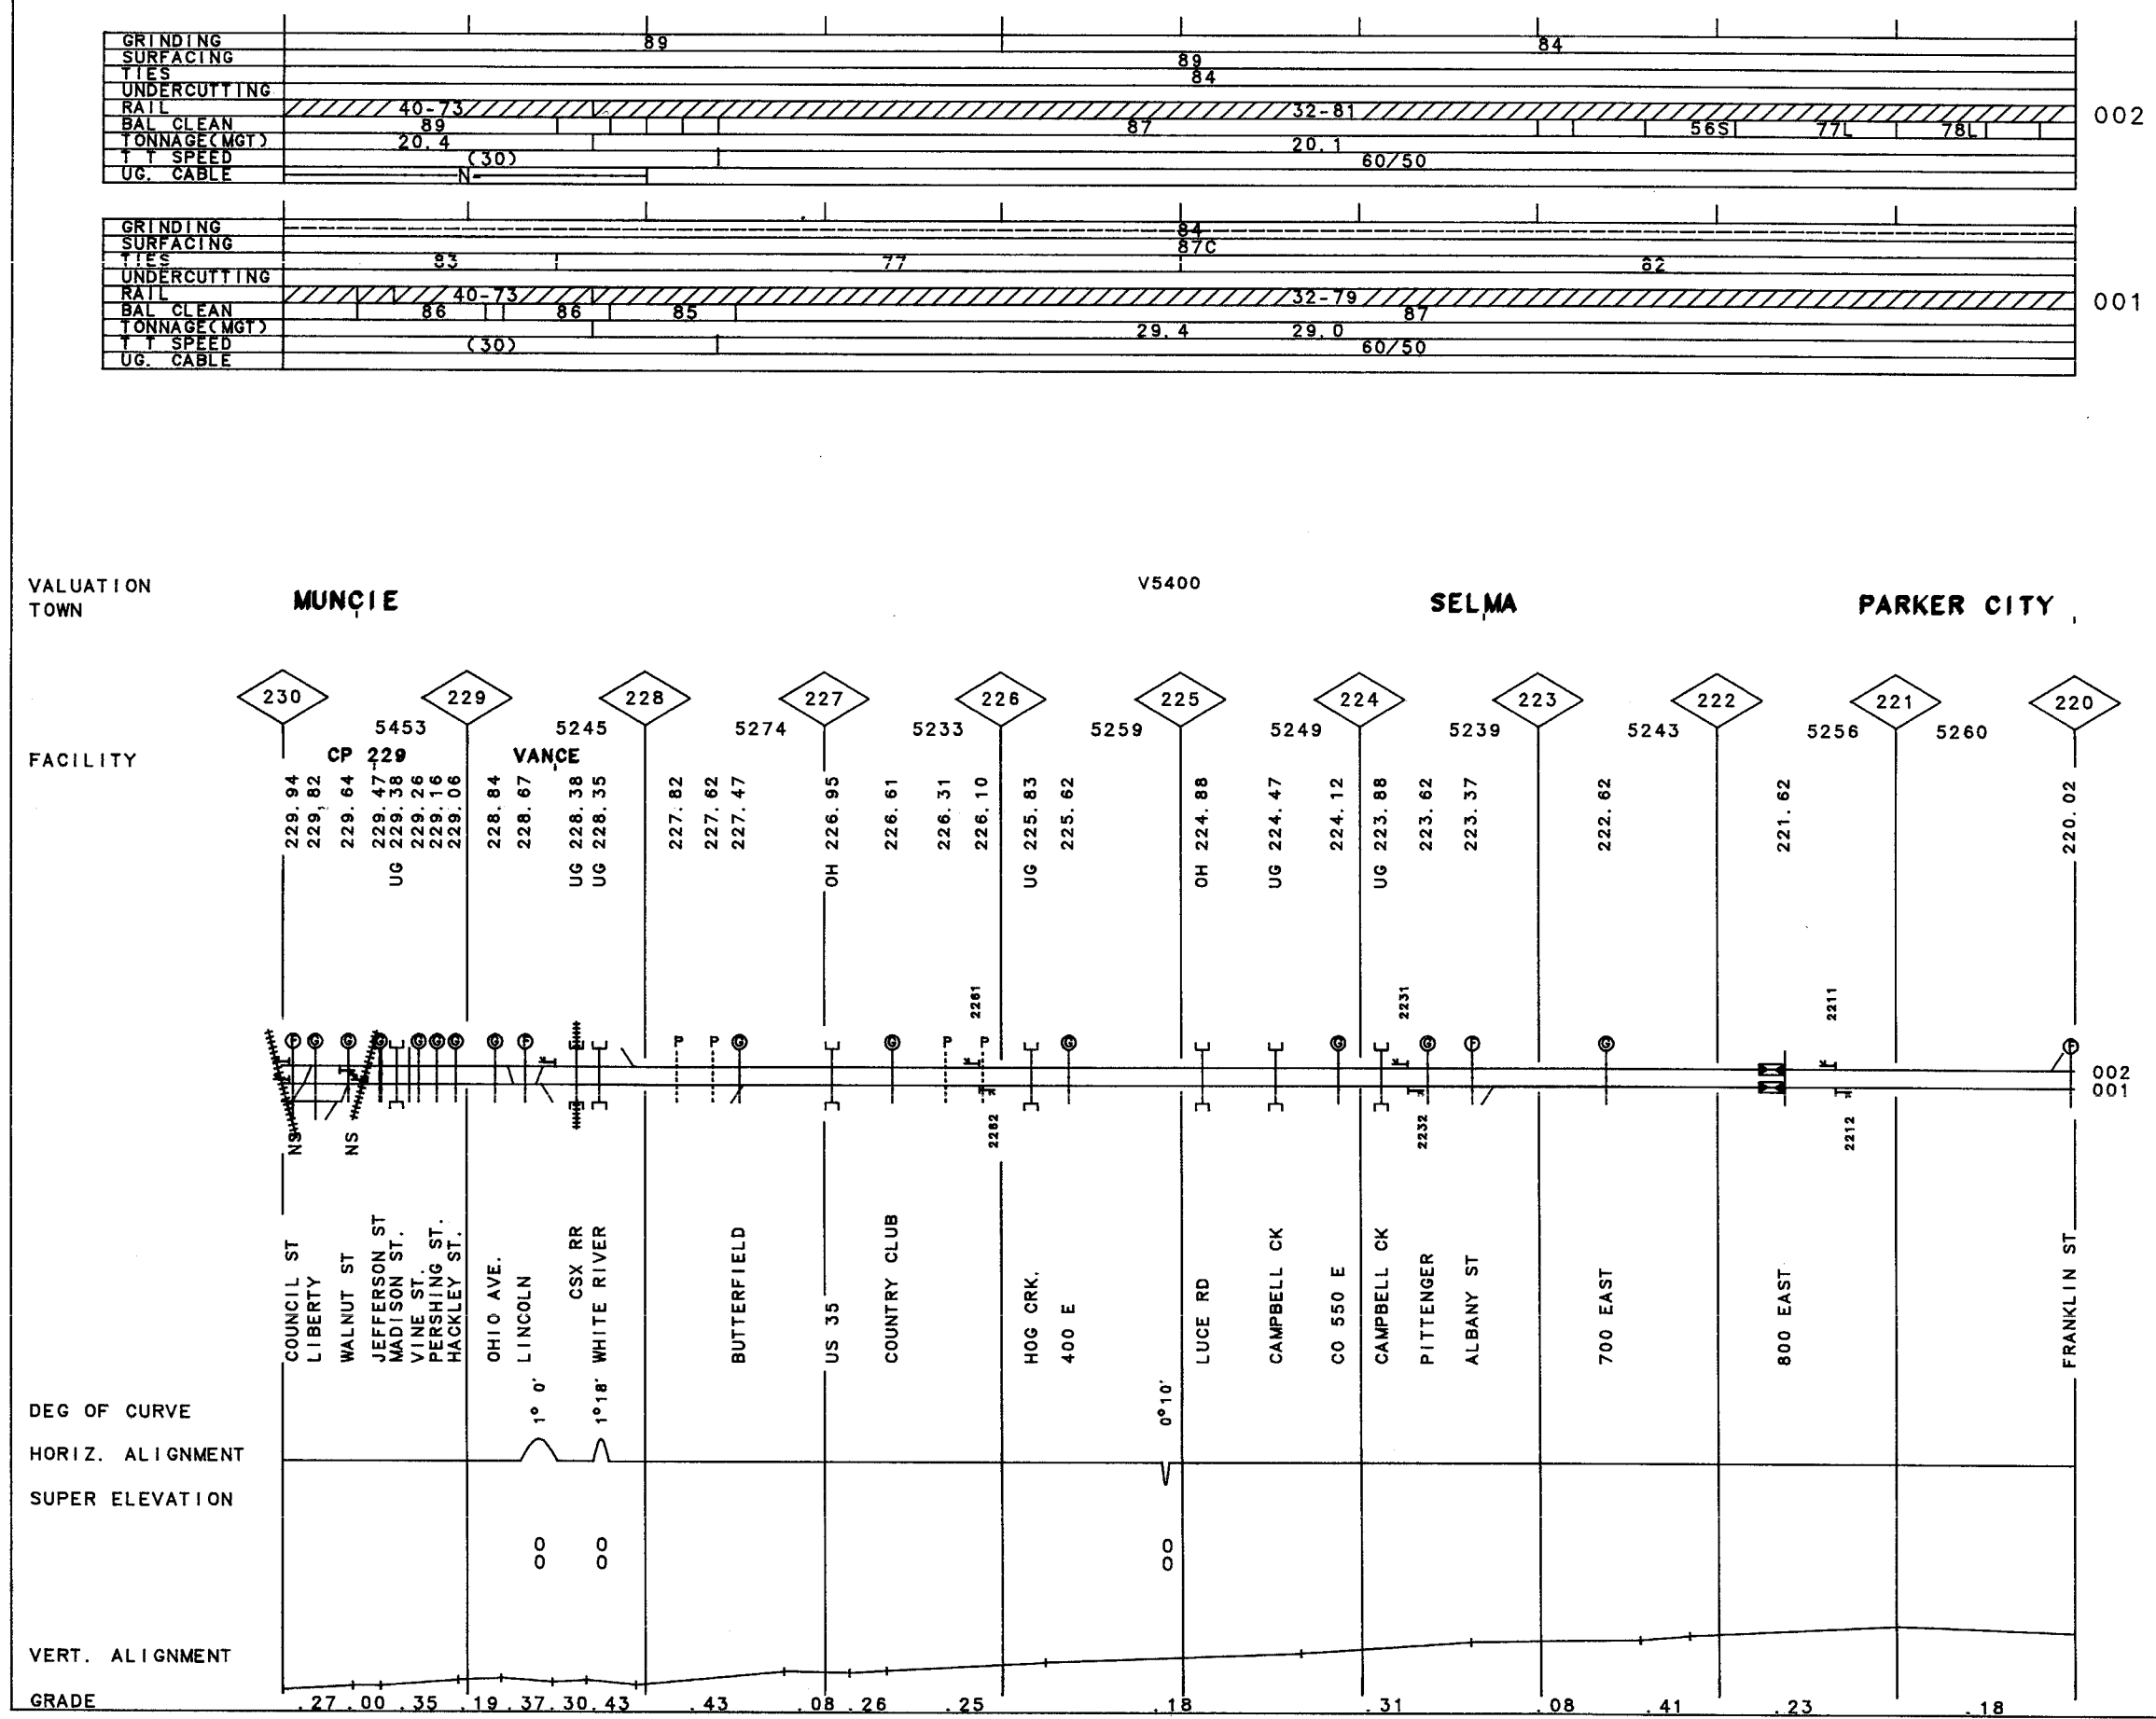 GRINDING 89 84
SURFACING 89
TIES 84
UNDERCUTTING
RAIL 40-73 32-81
002
BAL CLEAN 89 87 56S 77L 78L
TONNAGE(MGT) 20.4 20.1
T T SPEED (30) 60/50
UG. CABLE N
GRINDING 84
SURFACING 87C
TIES 83 77 82
UNDERCUTTING
RAIL 40-73 32-79
001
BAL CLEAN 86 86 85 87
TONNAGE(MGT) 29.4 29.0
T T SPEED (30) 60/50
UG. CABLE
VALUATION V5400
TOWN MUNCIE SELMA PARKER CITY
230 229 228 227 226 225 224 223 222 221 220
5453 5245 5274 5233 5259 5249 5239 5243 5256 5260
FACILITY CP 229 VANCE
229.94
229.82
229.64
229.47
UG 229.38
229.26
229.16
229.06
228.84
228.67
UG 228.38
UG 228.35
227.82
227.62
227.47
OH 226.95
226.61
226.31
226.10
UG 225.83
225.62
OH 224.88
UG 224.47
224.12
UG 223.88
223.62
223.37
222.62
221.62
220.02
2261 2231 2211
F G G G G G G G F P P G G P P G G G F G F
002
001
NS NS 2262 2232 2212
COUNCIL ST
LIBERTY
WALNUT ST
JEFFERSON ST
MADISON ST.
VINE ST.
PERSHING ST.
HACKLEY ST.
OHIO AVE.
LINCOLN
CSX RR
WHITE RIVER
BUTTERFIELD
US 35
COUNTRY CLUB
HOG CRK.
400 E
LUCE RD
CAMPBELL CK
CO 550 E
CAMPBELL CK
PITTENGER
ALBANY ST
700 EAST
800 EAST
FRANKLIN ST
DEG OF CURVE 1° 0' 1°18' 0°10'
HORIZ. ALIGNMENT
SUPER ELEVATION
0 0 0
0 0 0
VERT. ALIGNMENT
GRADE .27 .00 .35 .19 .37 .30 .43 .43 .08 .26 .25 .18 .31 .08 .41 .23 .18